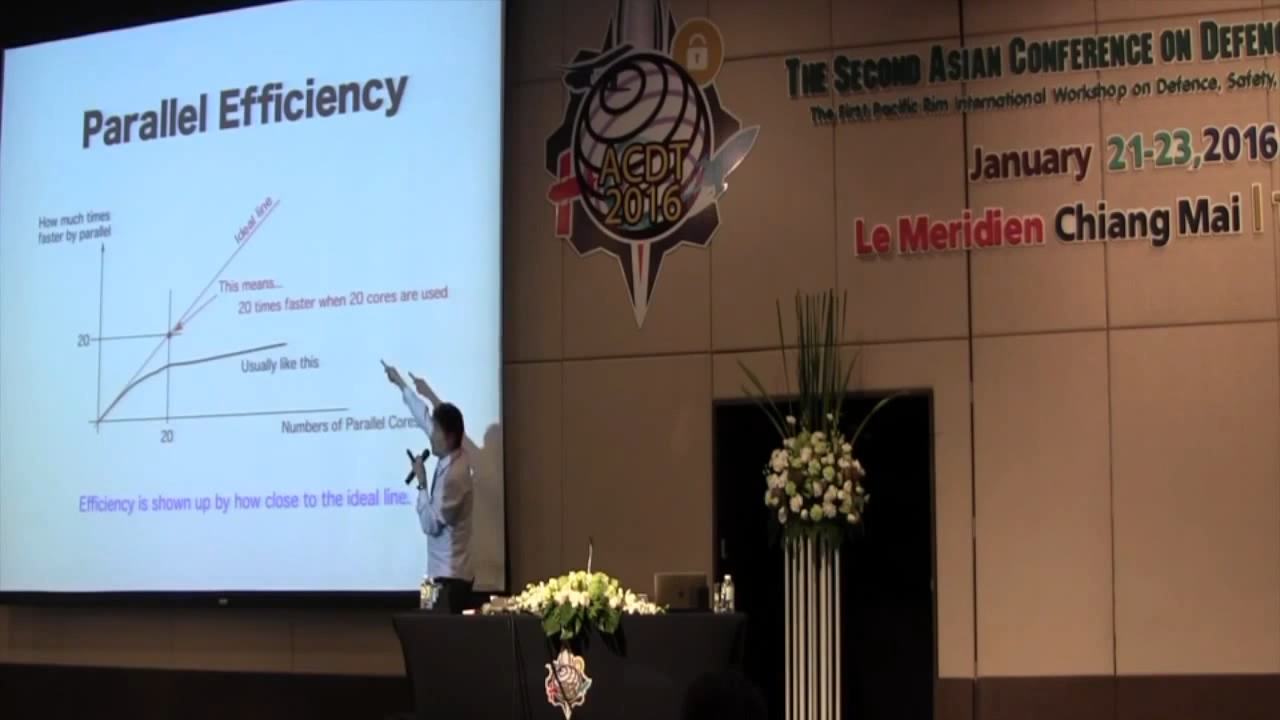 Parallel Efficiency
How much times
faster by parallel
Ideal line
This means...
20 times faster when 20 cores are used
20
Usually like this
20
Numbers of Parallel Cores
Efficiency is shown up by how close to the ideal line.
ACDT
2016
THE SECOND ASIAN CONFERENCE ON DEFENC
The First Pacific Rim International Workshop on Defence, Safety,
January 21-23,2016
Le Meridien Chiang Mai |